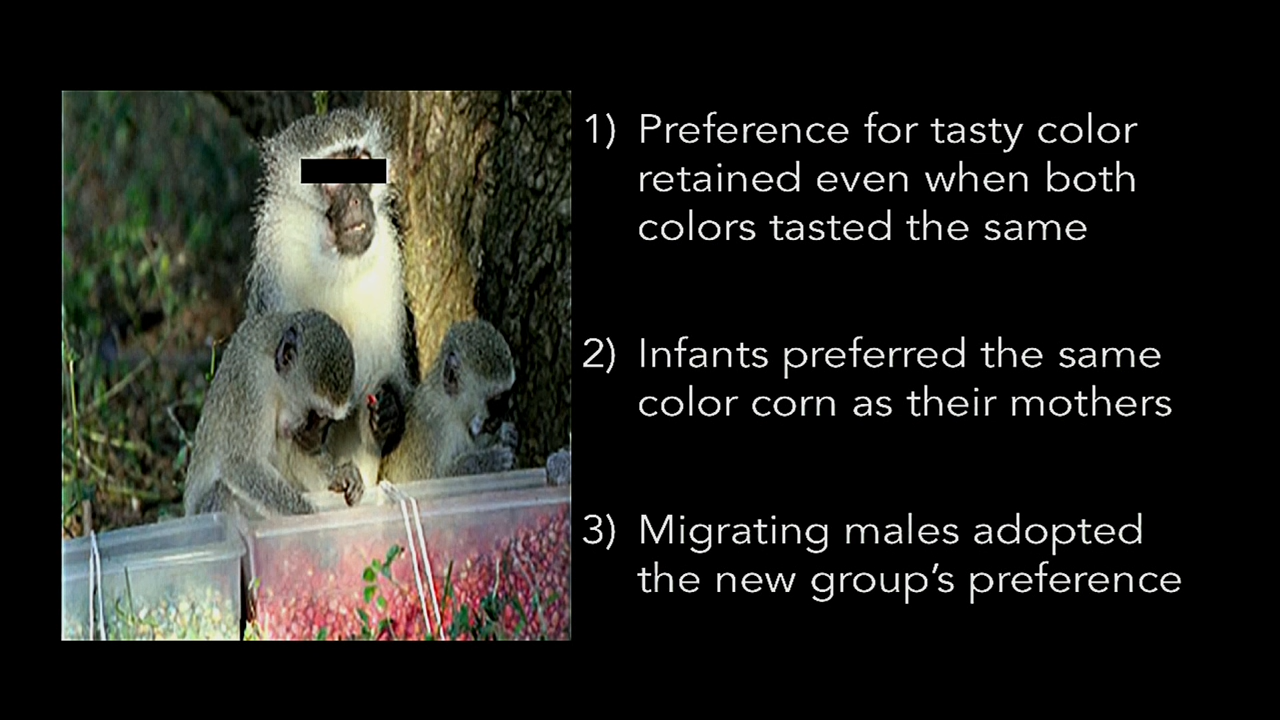 1) Preference for tasty color
retained even when both
colors tasted the same
2) Infants preferred the same
color corn as their mothers
3) Migrating males adopted
the new group’s preference